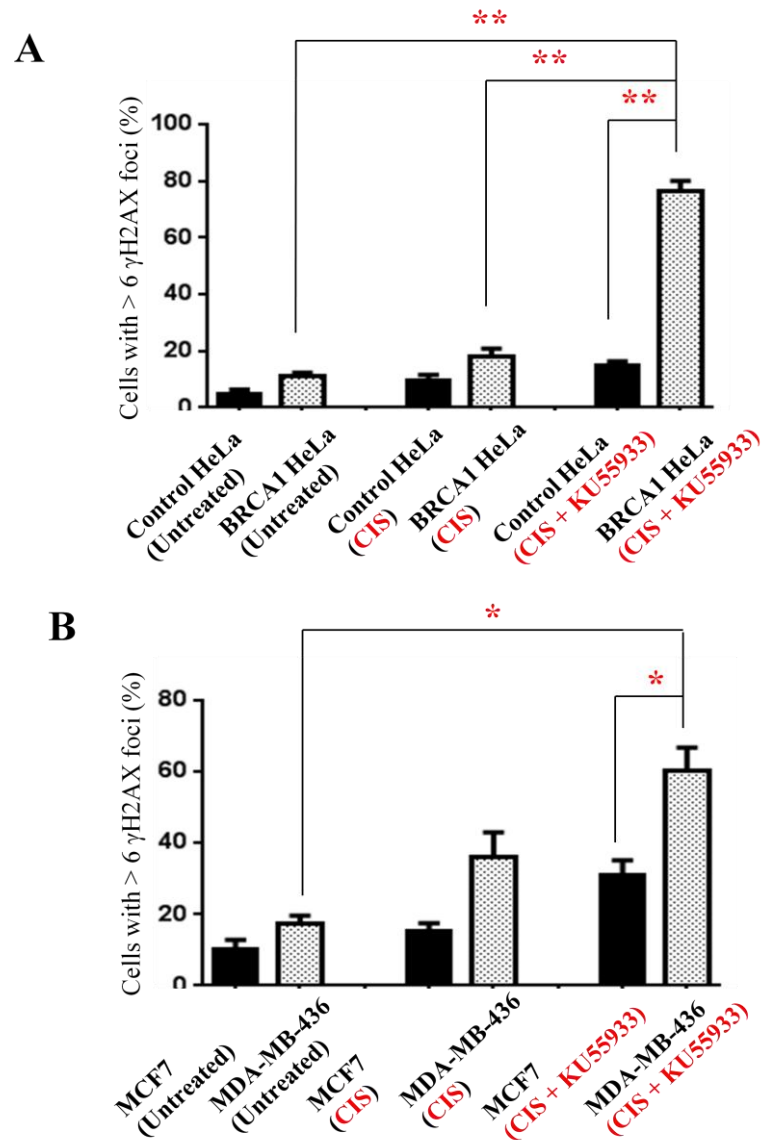 A
**
**
**
Cells with > 6 γH2AX foci (%)
100
80
60
40
20
0
Control HeLa
(Untreated)
BRCA1 HeLa
(Untreated)
Control HeLa
(CIS)
BRCA1 HeLa
(CIS)
Control HeLa
(CIS + KU55933)
BRCA1 HeLa
(CIS + KU55933)
B
*
*
Cells with > 6 γH2AX foci (%)
80
60
40
20
0
MCF7
(Untreated)
MDA-MB-436
(Untreated)
MCF7
(CIS)
MDA-MB-436
(CIS)
MCF7
(CIS + KU55933)
MDA-MB-436
(CIS + KU55933)